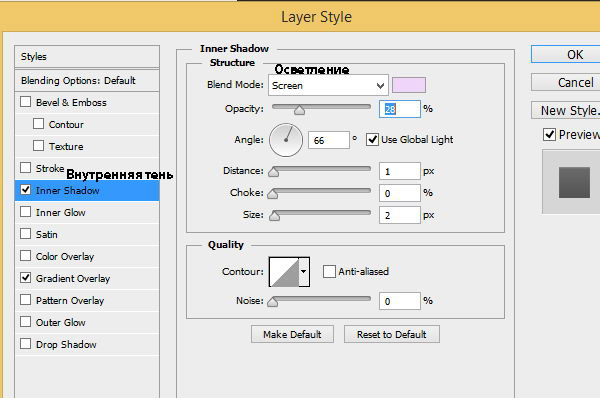 Layer Style
Styles
Blending Options: Default
Bevel & Emboss
Contour
Texture
Stroke
Внутренняя тень
Inner Shadow
Inner Glow
Satin
Color Overlay
Gradient Overlay
Pattern Overlay
Outer Glow
Drop Shadow
Inner Shadow
Structure
Осветление
Blend Mode: Screen
Opacity: 28 %
Angle: 66 ° Use Global Light
Distance: 1 px
Choke: 0 %
Size: 2 px
Quality
Contour: Anti-aliased
Noise: 0 %
Make Default Reset to Default
OK
Cancel
New Style.
Preview